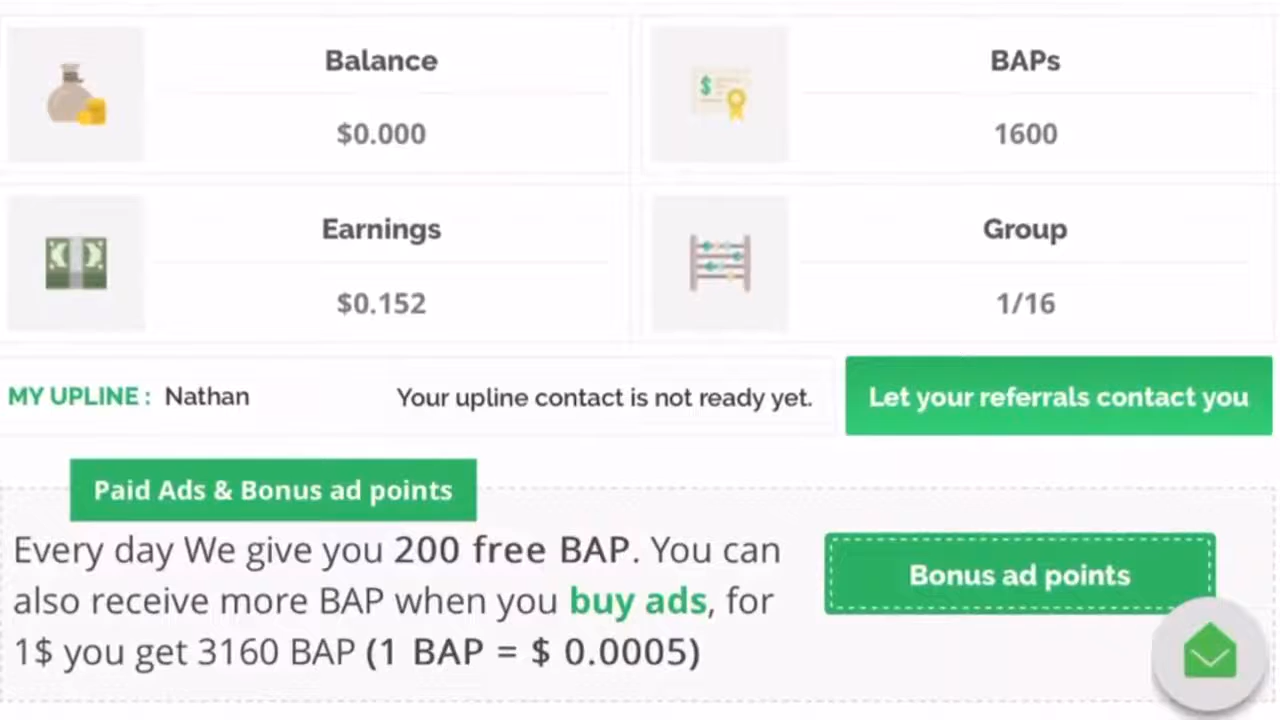 Balance
$0.000
BAPs
1600
Earnings
$0.152
Group
1/16
MY UPLINE : Nathan
Your upline contact is not ready yet.
Let your referrals contact you
Paid Ads & Bonus ad points
Every day We give you 200 free BAP. You can
also receive more BAP when you buy ads, for
1$ you get 3160 BAP (1 BAP = $ 0.0005)
Bonus ad points